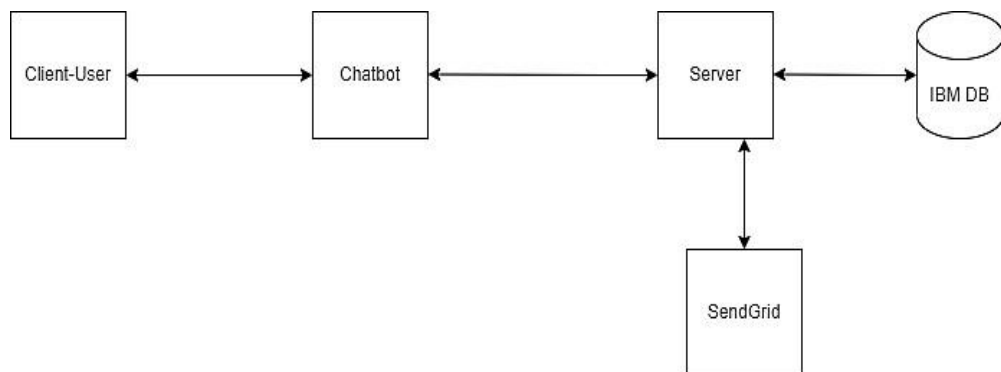 Client-User
Chatbot
Server
IBM DB
SendGrid